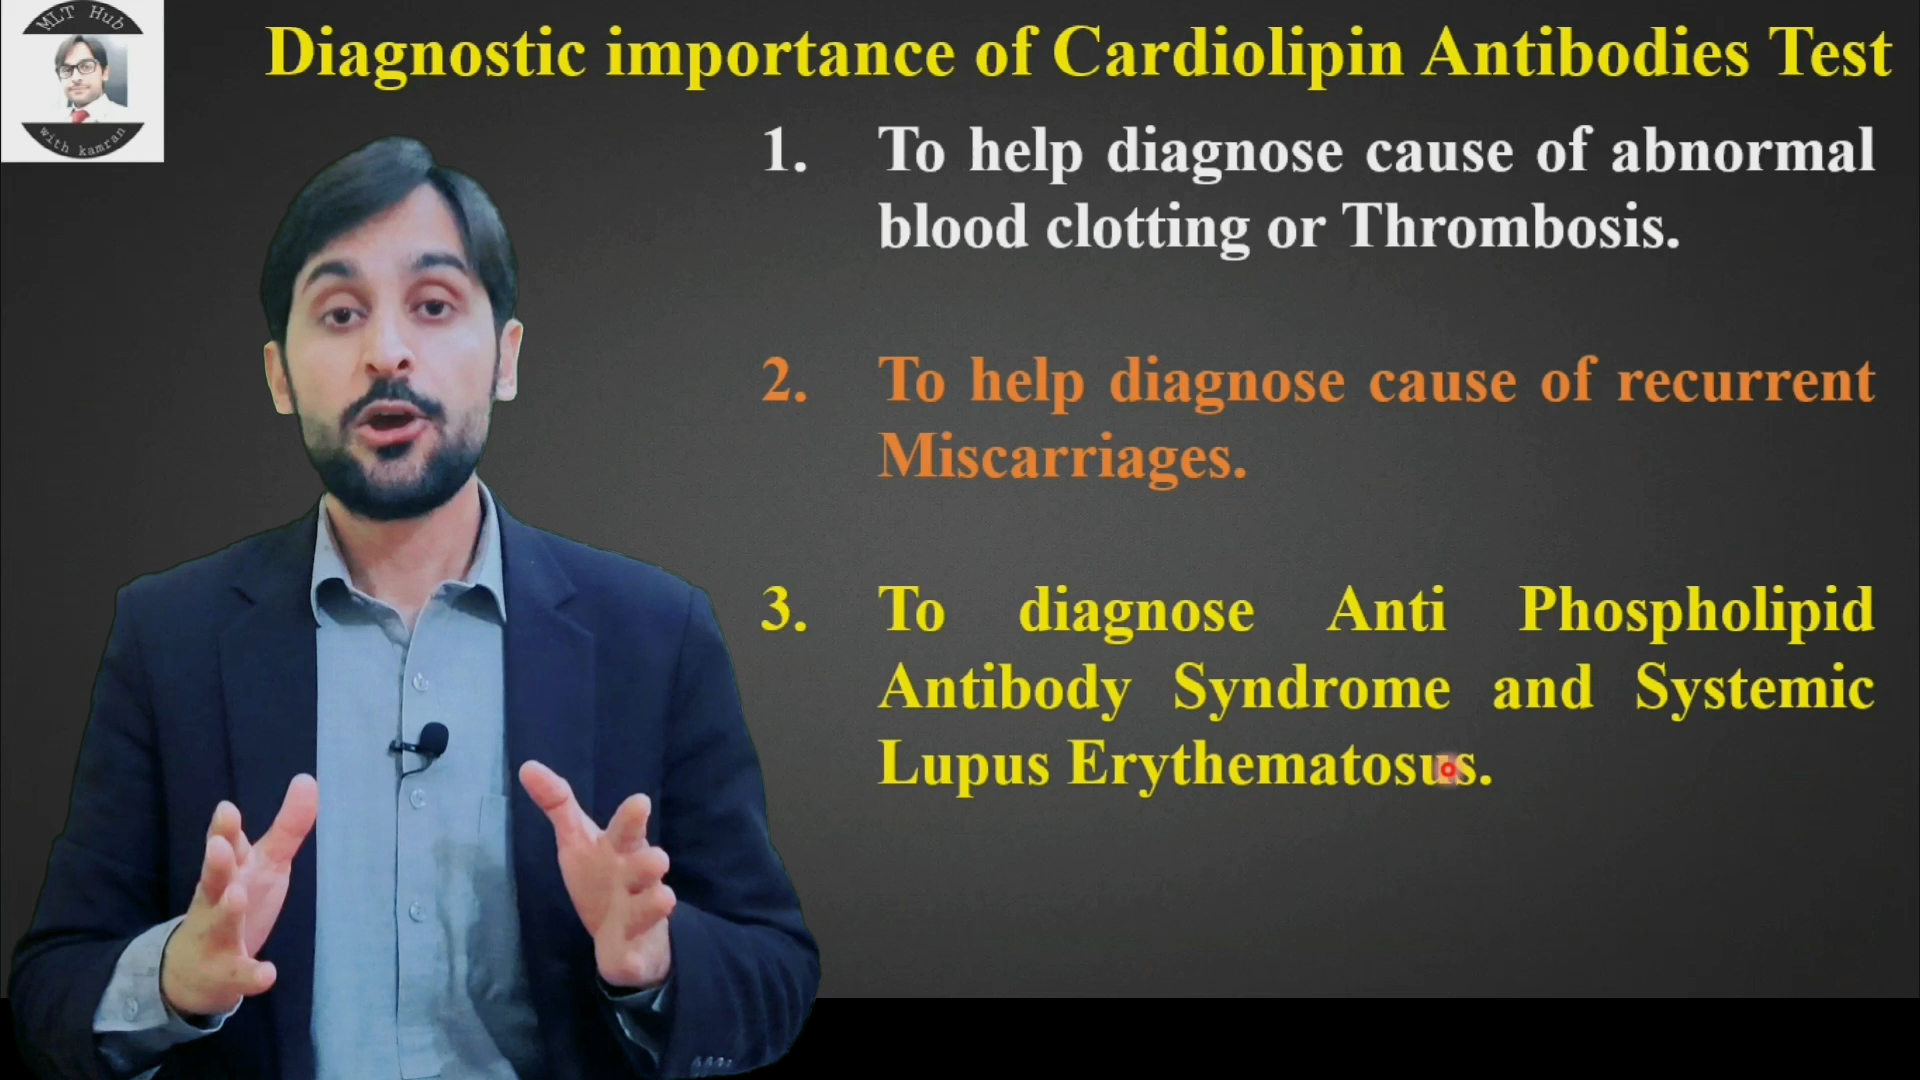 MLT Hub
with kamran
Diagnostic importance of Cardiolipin Antibodies Test
1. To help diagnose cause of abnormal
blood clotting or Thrombosis.
2. To help diagnose cause of recurrent
Miscarriages.
3. To diagnose Anti Phospholipid
Antibody Syndrome and Systemic
Lupus Erythematosus.